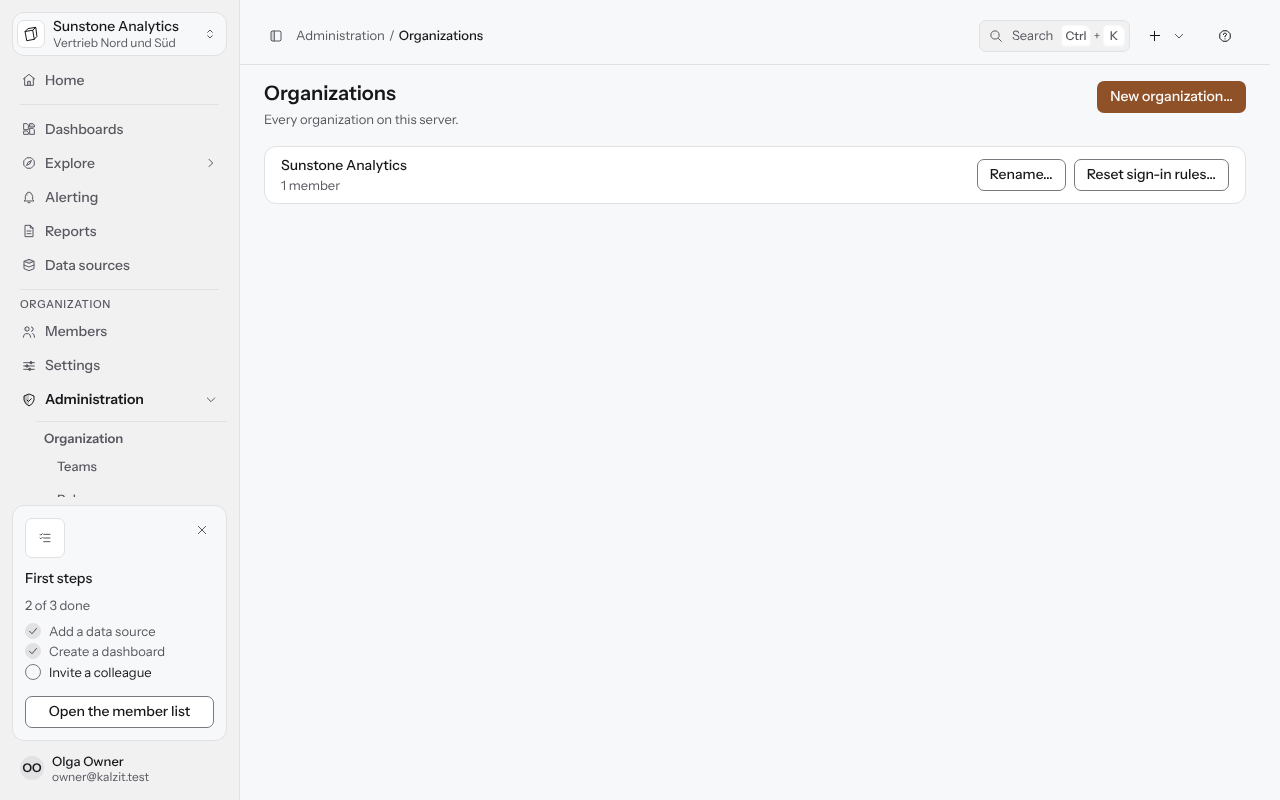 Sunstone Analytics
Vertrieb Nord und Süd
Home
Dashboards
Explore
Alerting
Reports
Data sources
ORGANIZATION
Members
Settings
Administration
Organization
Teams
First steps
2 of 3 done
Add a data source
Create a dashboard
Invite a colleague
Open the member list
OO
Olga Owner
owner@kalzit.test
Administration / Organizations
Search Ctrl + K
Organizations
Every organization on this server.
New organization...
Sunstone Analytics
1 member
Rename...
Reset sign-in rules...